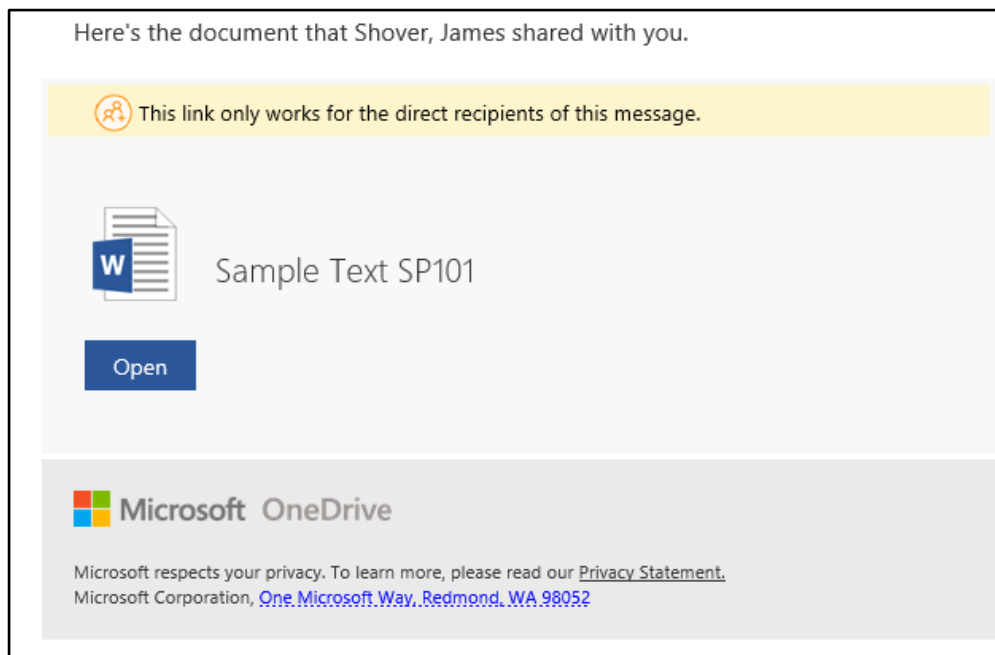 Here's the document that Shover, James shared with you.
This link only works for the direct recipients of this message.
W
Sample Text SP101
Open
Microsoft OneDrive
Microsoft respects your privacy. To learn more, please read our Privacy Statement.
Microsoft Corporation, One Microsoft Way, Redmond, WA 98052